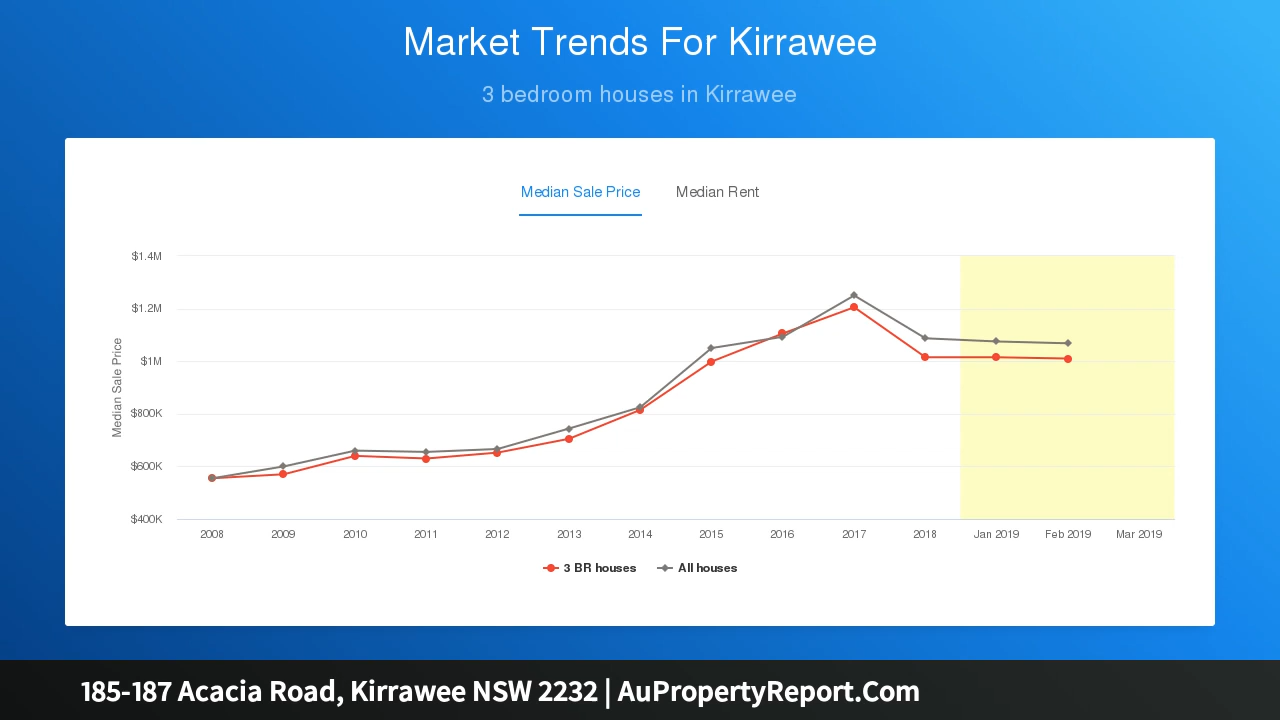 Market Trends For Kirrawee
3 bedroom houses in Kirrawee
Median Sale Price Median Rent
Median Sale Price
$1.4M
$1.2M
$1M
$800K
$600K
$400K
2008 2009 2010 2011 2012 2013 2014 2015 2016 2017 2018 Jan 2019 Feb 2019 Mar 2019
3 BR houses All houses
185-187 Acacia Road, Kirrawee NSW 2232 | AuPropertyReport.Com